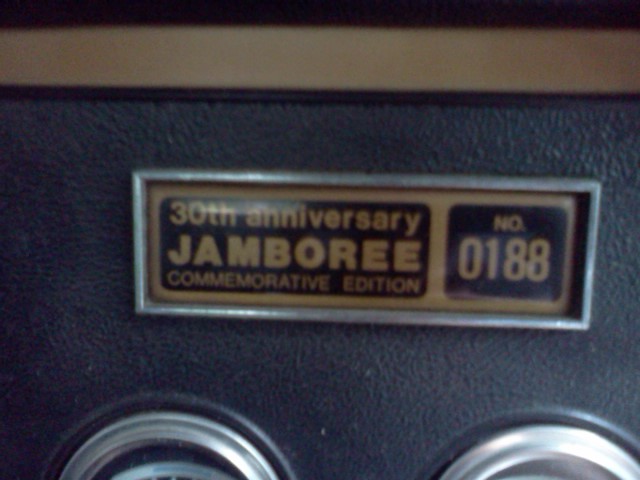 30th anniversary
JAMBOREE
COMMEMORATIVE EDITION
NO.
0188